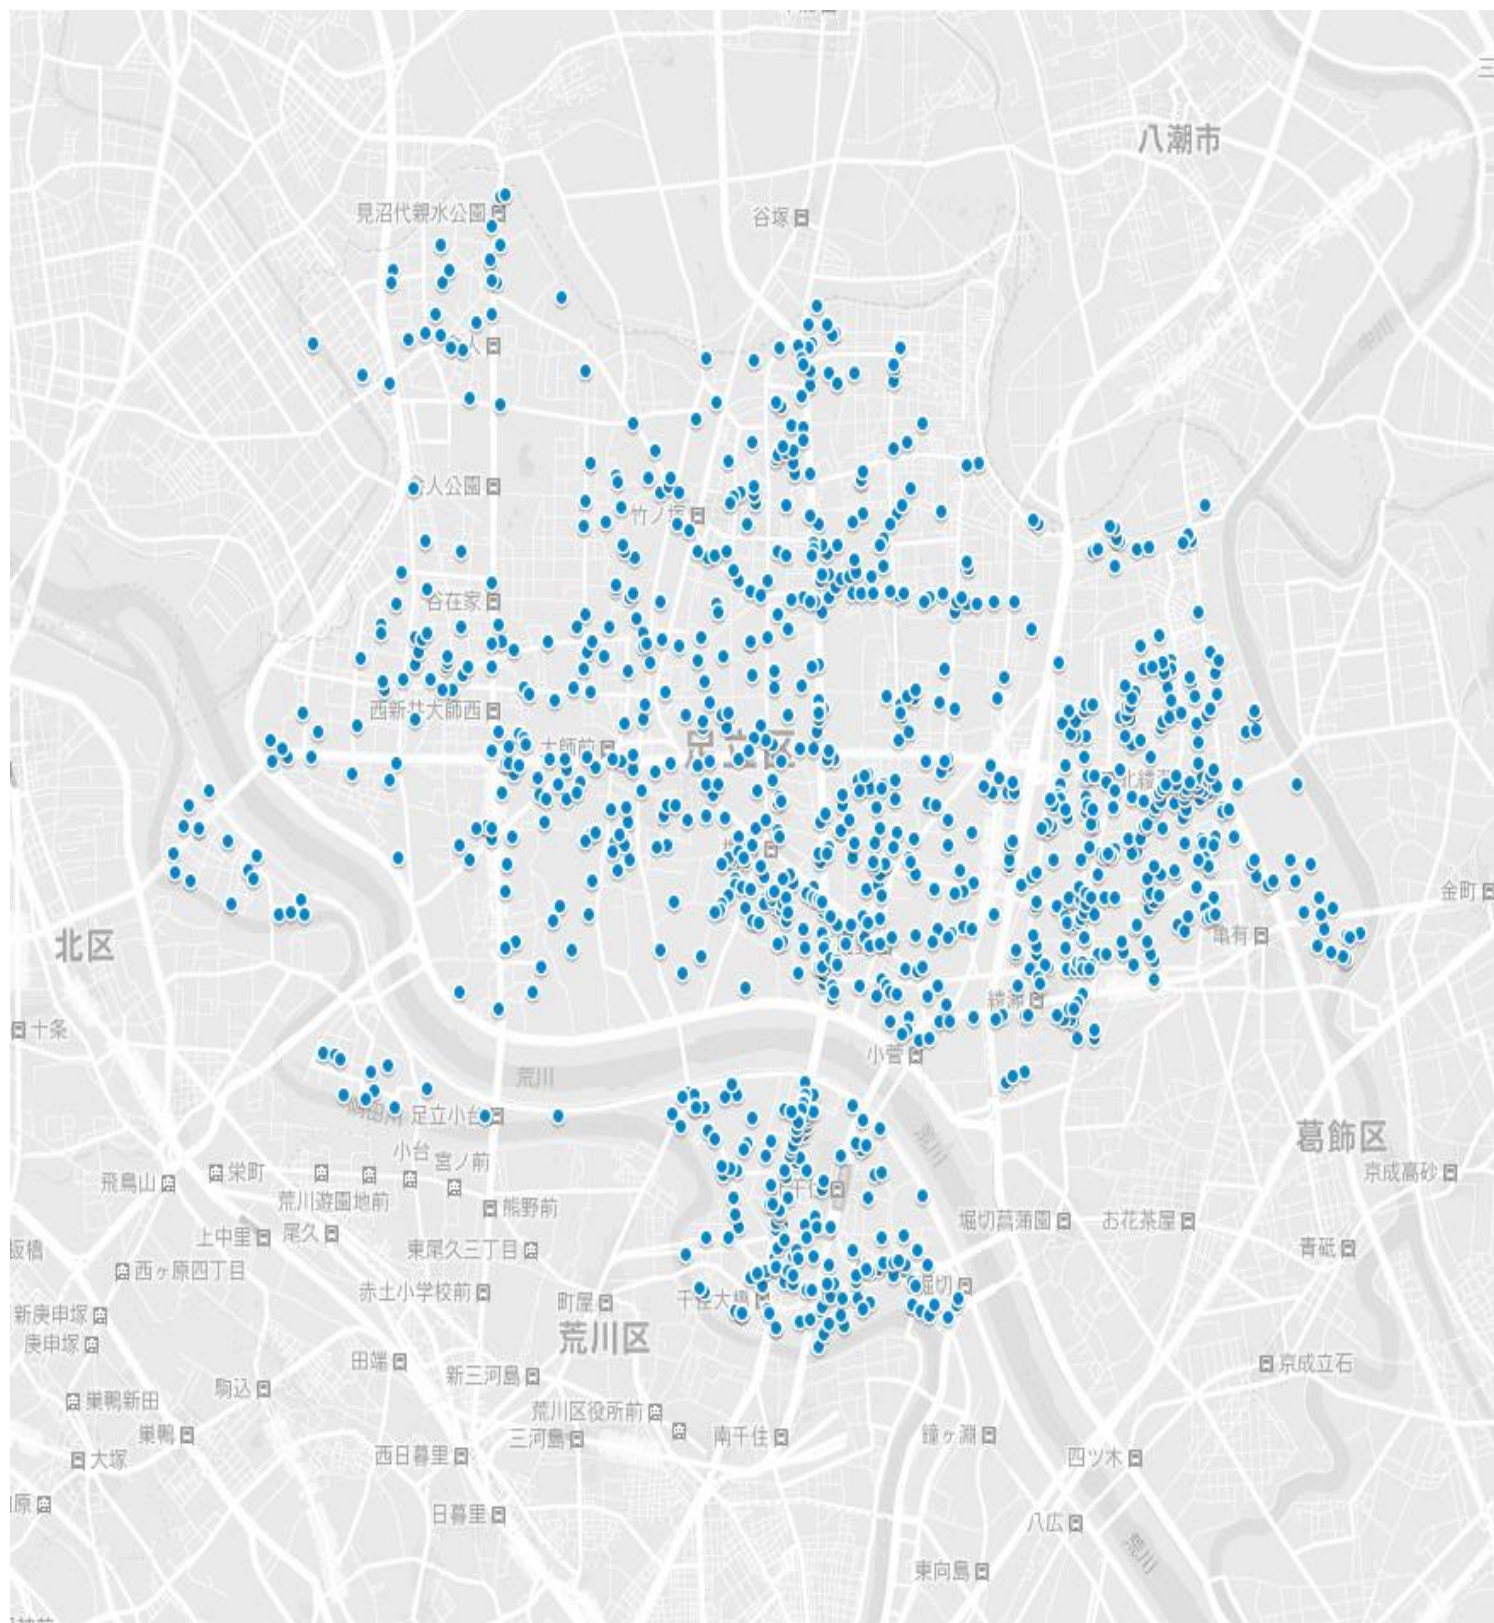 八潮市
見沼代親水公園
谷塚
中川
人公園
竹ノ塚
谷在家
西新井大師西
大師前
足立区
北綾瀬
金町
亀有
北区
綾瀬
十条
小菅
荒川
足立小台
荒川
葛飾区
小台
宮ノ前
飛鳥山
栄町
京成高砂
荒川遊園地前
熊野前
堀切菖蒲園
お花茶屋
上中里
尾久
板橋
東尾久三丁目
青砥
西ヶ原四丁目
赤土小学校前
堀切
町屋
千住大橋
新庚申塚
荒川区
庚申塚
田端
京成立石
新三河島
駒込
巣鴨新田
荒川区役所前
巣鴨
三河島
南千住
鐘ヶ淵
大塚
西日暮里
四ツ木
原
日暮里
八広
荒川
東向島